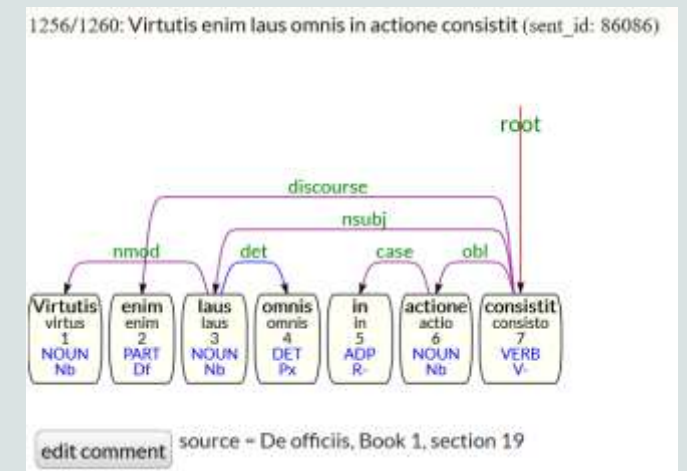 1256/1260: Virtutis enim laus omnis in actione consistit (sent_id: 86086)
root
discourse
nsubj
nmod det case obl
Virtutis enim laus omnis in actione consistit
virtus enim laus omnis in actio consisto
1 2 3 4 5 6 7
NOUN PART NOUN DET ADP NOUN VERB
Nb Df Nb Px R- Nb V-
edit comment source = De officiis, Book 1, section 19